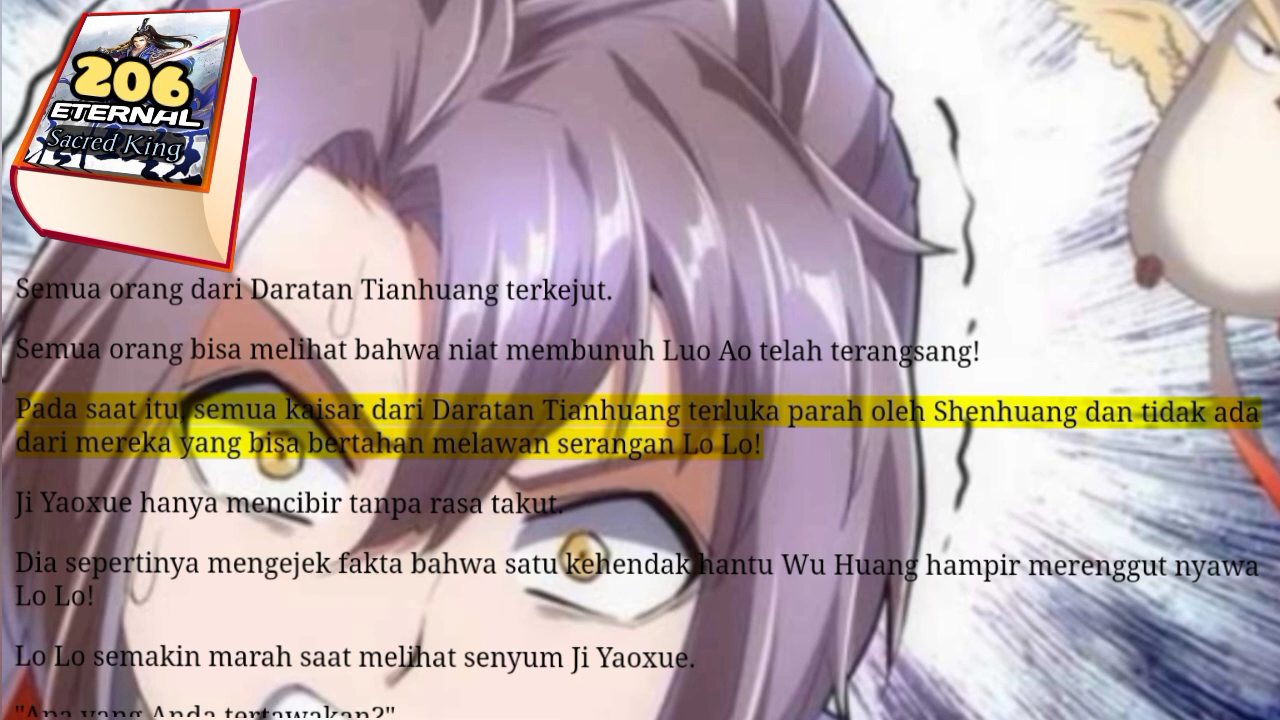 206
ETERNAL
Sacred King
Semua orang dari Daratan Tianhuang terkejut.
Semua orang bisa melihat bahwa niat membunuh Luo Ao telah terangsang!
Pada saat itu, semua kaisar dari Daratan Tianhuang terluka parah oleh Shenhuang dan tidak ada
dari mereka yang bisa bertahan melawan serangan Lo Lo!
Ji Yaoxue hanya mencibir tanpa rasa takut.
Dia sepertinya mengejek fakta bahwa satu kehendak hantu Wu Huang hampir merenggut nyawa
Lo Lo!
Lo Lo semakin marah saat melihat senyum Ji Yaoxue.
"Apa yang Anda tertawakan?"